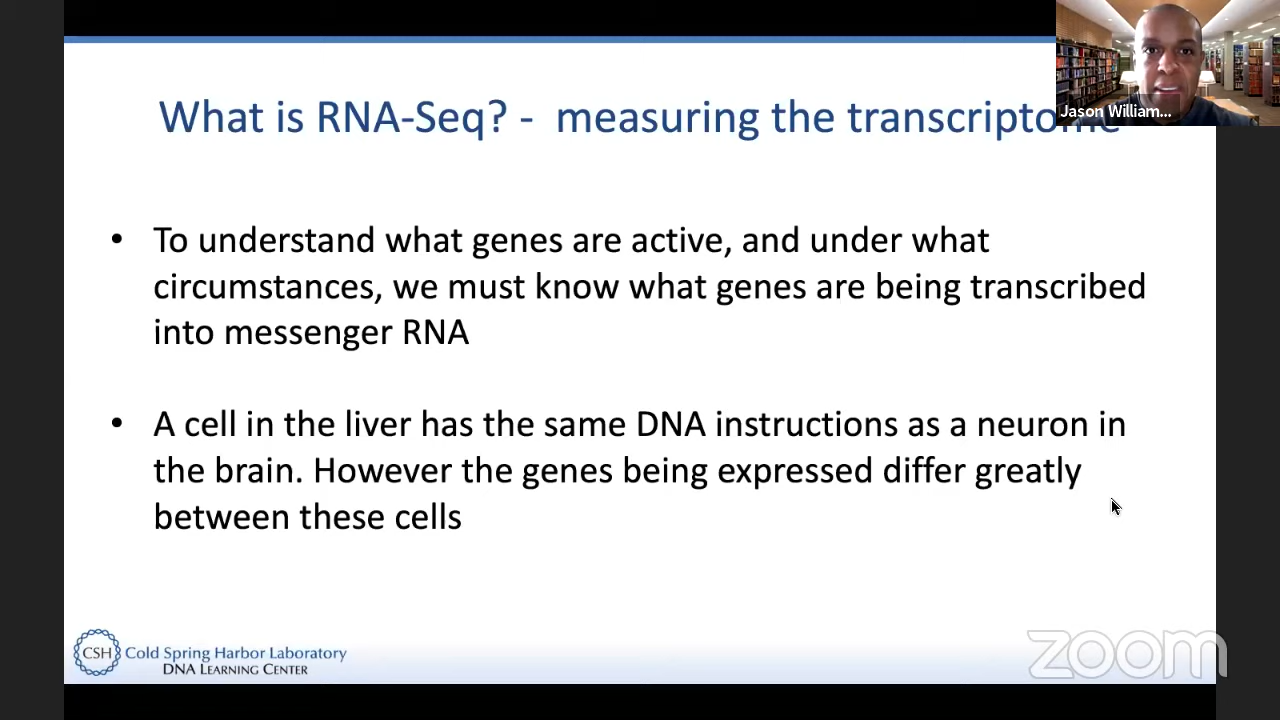 What is RNA-Seq? - measuring the transcriptome
Jason William...
• To understand what genes are active, and under what
circumstances, we must know what genes are being transcribed
into messenger RNA
• A cell in the liver has the same DNA instructions as a neuron in
the brain. However the genes being expressed differ greatly
between these cells
CSH Cold Spring Harbor Laboratory
DNA LEARNING CENTER
zoom